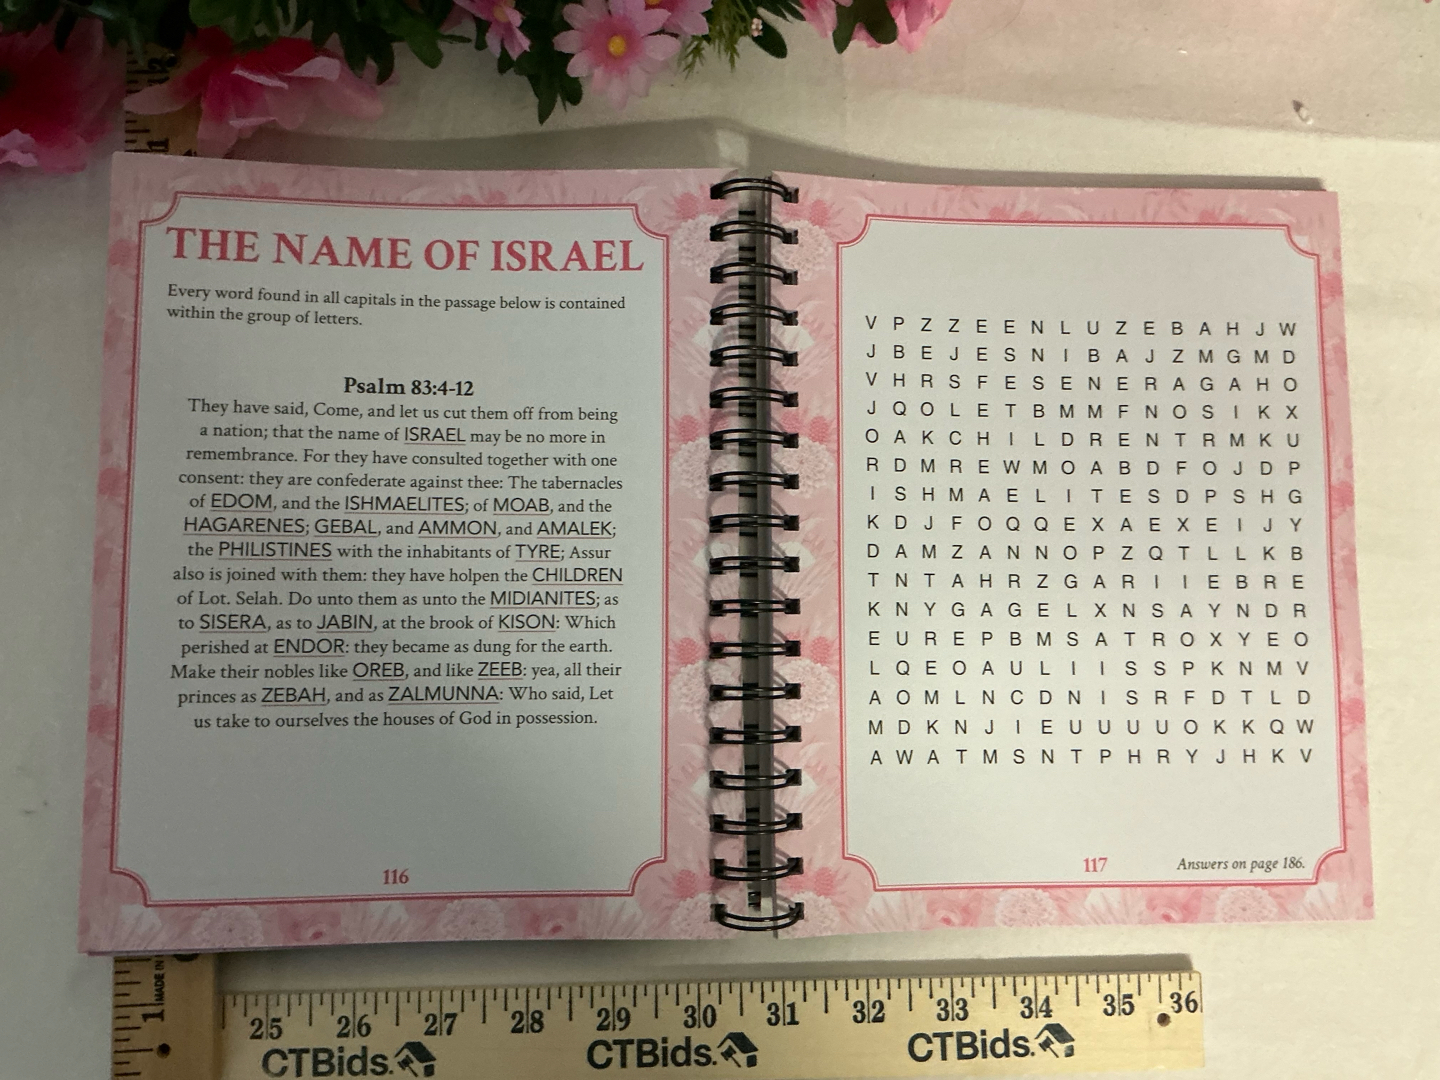 THE NAME OF ISRAEL
Every word found in all capitals in the passage below is contained
within the group of letters.
Psalm 83:4-12
They have said, Come, and let us cut them off from being
a nation; that the name of ISRAEL may be no more in
remembrance. For they have consulted together with one
consent: they are confederate against thee: The tabernacles
of EDOM, and the ISHMAELITES; of MOAB, and the
HAGARENES; GEBAL, and AMMON, and AMALEK;
the PHILISTINES with the inhabitants of TYRE; Assur
also is joined with them: they have holpen the CHILDREN
of Lot. Selah. Do unto them as unto the MIDIANITES; as
to SISERA, as to JABIN, at the brook of KISON: Which
perished at ENDOR: they became as dung for the earth.
Make their nobles like OREB, and like ZEEB: yea, all their
princes as ZEBAH, and as ZALMUNNA: Who said, Let
us take to ourselves the houses of God in possession.
116
V P Z Z E E N L U Z E B A H J W
J B E J E S N I B A J Z M G M D
V H R S F E S E N E R A G A H O
J Q O L E T B M M F N O S I K X
O A K C H I L D R E N T R M K U
R D M R E W M O A B D F O J D P
I S H M A E L I T E S D P S H G
K D J F O Q Q E X A E X E I J Y
D A M Z A N N O P Z Q T L L K B
T N T A H R Z G A R I I E B R E
K N Y G A G E L X N S A Y N D R
E U R E P B M S A T R O X Y E O
L Q E O A U L I I S S P K N M V
A O M L N C D N I S R F D T L D
M D K N J I E U U U U O K K Q W
A W A T M S N T P H R Y J H K V
117
Answers on page 186.
25 26 27 28 29 30 31 32 33 34 35 36
CTBids. CTBids. CTBids.
1
MADE IN
1
2